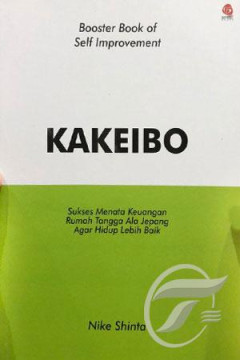 Booster Book of
Self Improvement
KAKEIBO
Sukses Menata Keuangan
Rumah Tangga Ala Jepang
Agar Hidup Lebih Baik
Nike Shinta